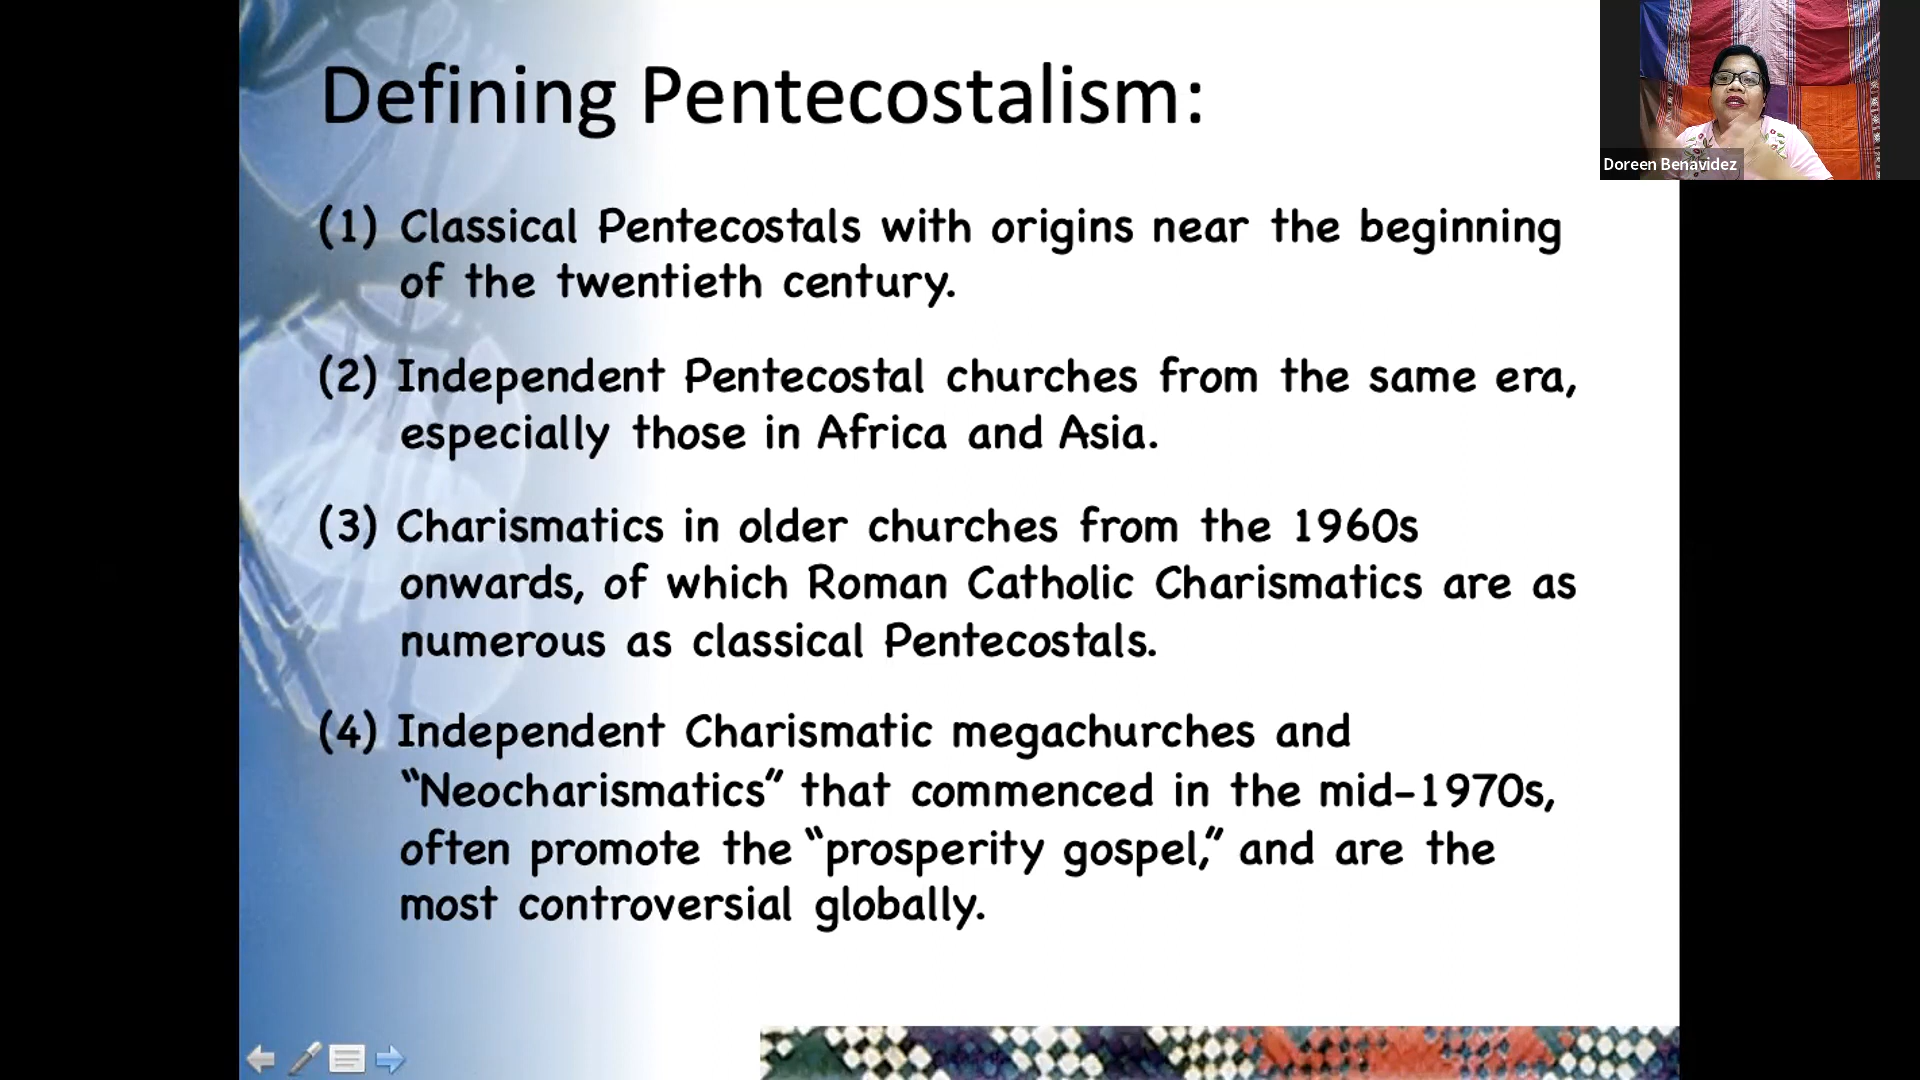 Defining Pentecostalism:
Doreen Benavidez
(1) Classical Pentecostals with origins near the beginning
of the twentieth century.
(2) Independent Pentecostal churches from the same era,
especially those in Africa and Asia.
(3) Charismatics in older churches from the 1960s
onwards, of which Roman Catholic Charismatics are as
numerous as classical Pentecostals.
(4) Independent Charismatic megachurches and
“Neocharismatics” that commenced in the mid-1970s,
often promote the “prosperity gospel,” and are the
most controversial globally.